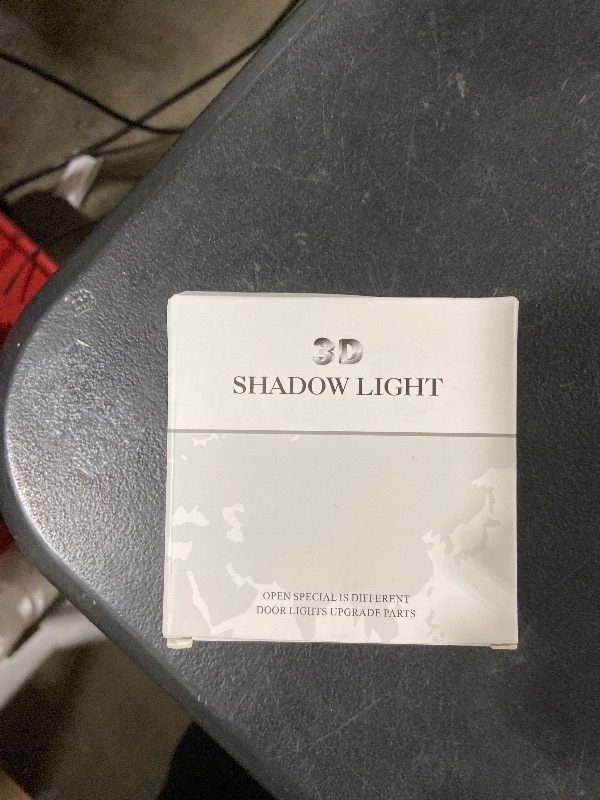 3D
SHADOW LIGHT
OPEN SPECIAL IS DIFFERENT
DOOR LIGHTS UPGRADE PARTS